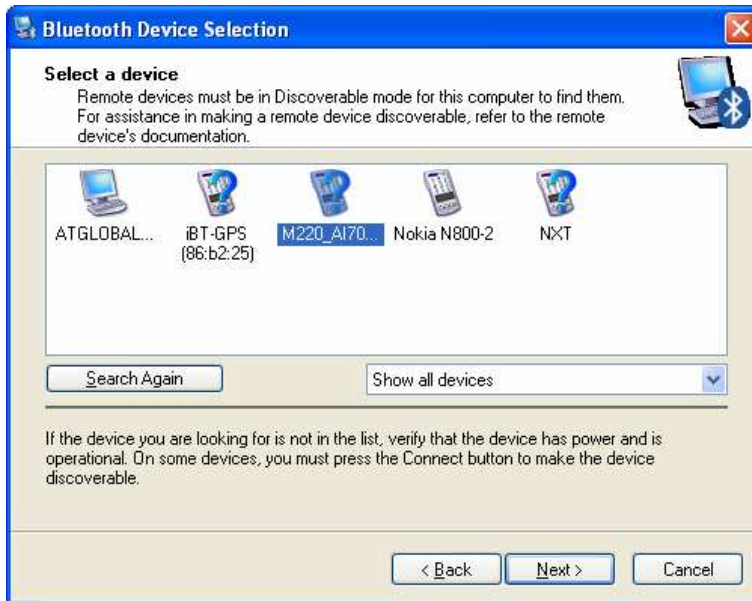 Bluetooth Device Selection
Select a device
Remote devices must be in Discoverable mode for this computer to find them.
For assistance in making a remote device discoverable, refer to the remote
device's documentation.
ATGLOBAL... iBT-GPS M220_AI70... Nokia N800-2 NXT
(86:b2:25)
Search Again Show all devices
If the device you are looking for is not in the list, verify that the device has power and is
operational. On some devices, you must press the Connect button to make the device
discoverable.
< Back Next > Cancel